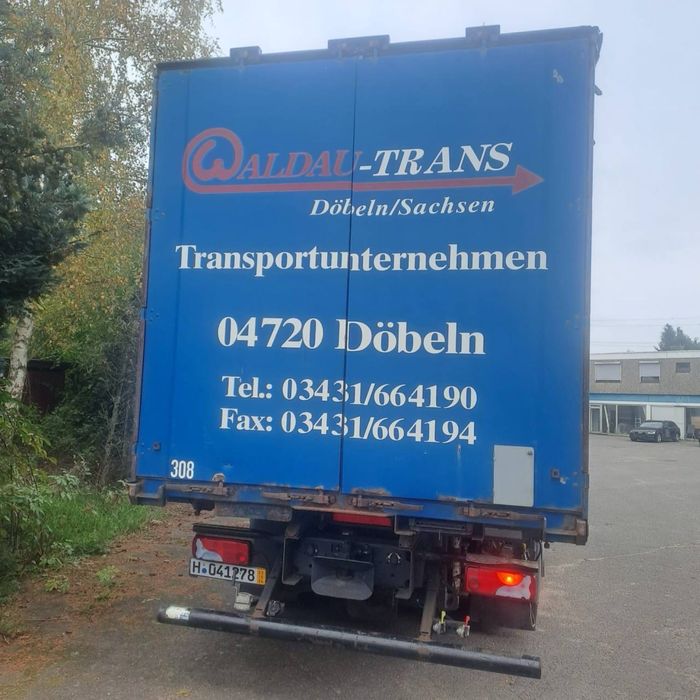 WALDAU-TRANS
Döbeln/Sachsen
Transportunternehmen
04720 Döbeln
Tel.: 03431/664190
Fax: 03431/664194
308
H 041278